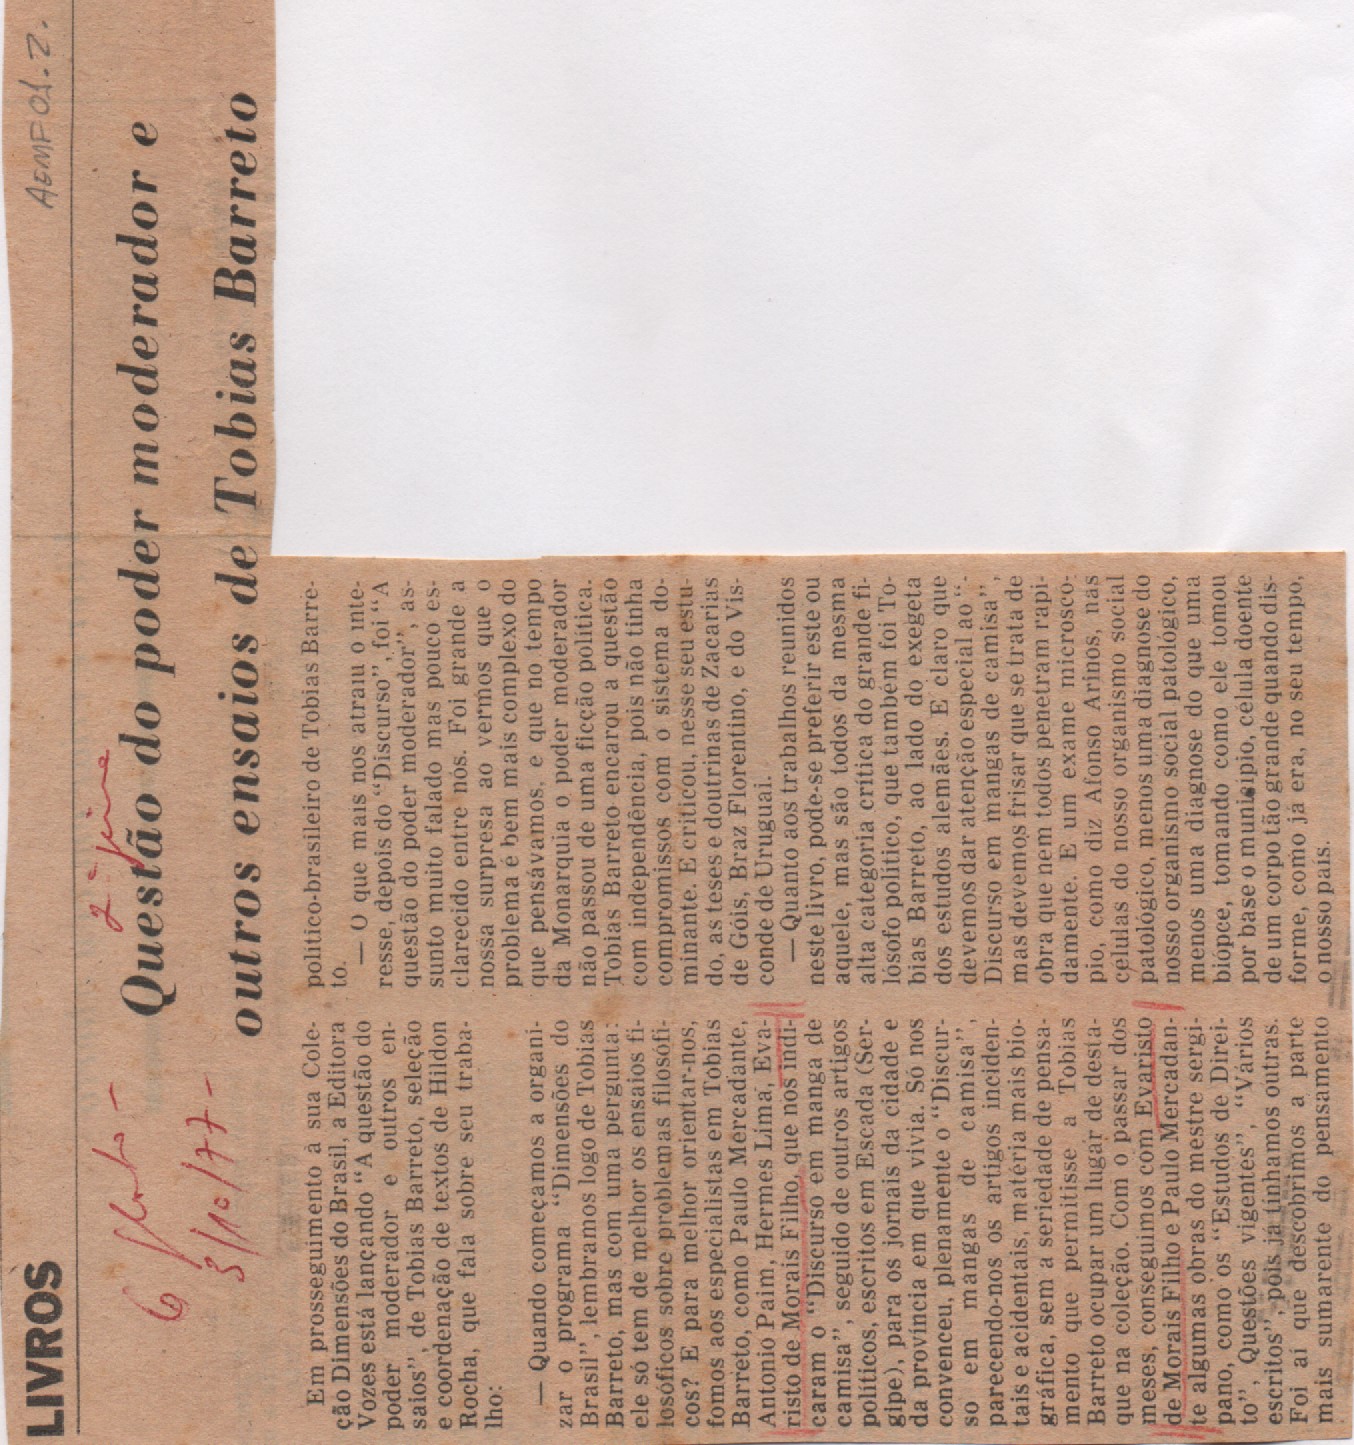 AEMF 01.2.
LIVROS
3/10/77 -
Questão do poder moderador e
outros ensaios de Tobias Barreto
Em prosseguimento à sua Cole-
ção Dimensões do Brasil, a Editora
Vozes está lançando "A questão do
poder moderador e outros en-
saios", de Tobias Barreto, seleção
e coordenação de textos de Hildon
Rocha, que fala sobre seu traba-
lho:
— Quando começamos a organi-
zar o programa "Dimensões do
Brasil", lembramos logo de Tobias
Barreto, mas com uma pergunta:
ele só tem de melhor os ensaios fi-
losóficos sobre problemas filosófi-
cos? E para melhor orientar-nos,
fomos aos especialistas em Tobias
Barreto, como Paulo Mercadante,
Antonio Paim, Hermes Lima, Eva-
risto de Morais Filho, que nos indi-
caram o "Discurso em manga de
camisa", seguido de outros artigos
políticos, escritos em Escada (Ser-
gipe), para os jornais da cidade e
da província em que vivia. Só nos
convenceu, plenamente o "Discur-
so em mangas de camisa",
parecendo-nos os artigos inciden-
tais e acidentais, matéria mais bio-
gráfica, sem a seriedade de pensa-
mento que permitisse a Tobias
Barreto ocupar um lugar de desta-
que na coleção. Com o passar dos
meses, conseguimos com Evaristo
de Morais Filho e Paulo Mercadan-
te algumas obras do mestre sergi-
pano, como os "Estudos de Direi-
to", Questões vigentes", "Vários
escritos", pois já tínhamos outras.
Foi aí que descobrimos a parte
mais sumarente do pensamento
político-brasileiro de Tobias Barre-
to.
— O que mais nos atraiu o inte-
resse, depois do "Discurso", foi "A
questão do poder moderador", as-
sunto muito falado mas pouco es-
clarecido entre nós. Foi grande a
nossa surpresa ao vermos que o
problema é bem mais complexo do
que pensávamos. e que no tempo
da Monarquia o poder moderador
não passou de uma ficção política.
Tobias Barreto encarou a questão
com independência, pois não tinha
compromissos com o sistema do-
minante. E criticou, nesse seu estu-
do, as teses e doutrinas de Zacarias
de Góis, Braz Florentino, e do Vis-
conde de Uruguai.
— Quanto aos trabalhos reunidos
neste livro, pode-se preferir este ou
aquele, mas são todos da mesma
alta categoria crítica do grande fi-
lósofo político, que também foi To-
bias Barreto, ao lado do exegeta
dos estudos alemães. É claro que
devemos dar atenção especial ao ".
Discurso em mangas de camisa",
mas devemos frisar que se trata de
obra que nem todos penetram rapi-
damente. É um exame microscó-
pio, como diz Afonso Arinos, nas
células do nosso organismo social
patológico, menos uma diagnose do
nosso organismo social patológico,
menos uma diagnose do que uma
biópce, tomando como ele tomou
por base o município, célula doente
de um corpo tão grande quando dis-
forme, como já era, no seu tempo,
o nosso país.